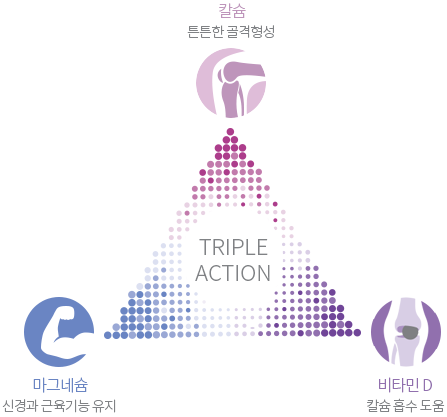 칼슘
튼튼한 골격형성
TRIPLE
ACTION
마그네슘
신경과 근육기능 유지
비타민 D
칼슘 흡수 도움